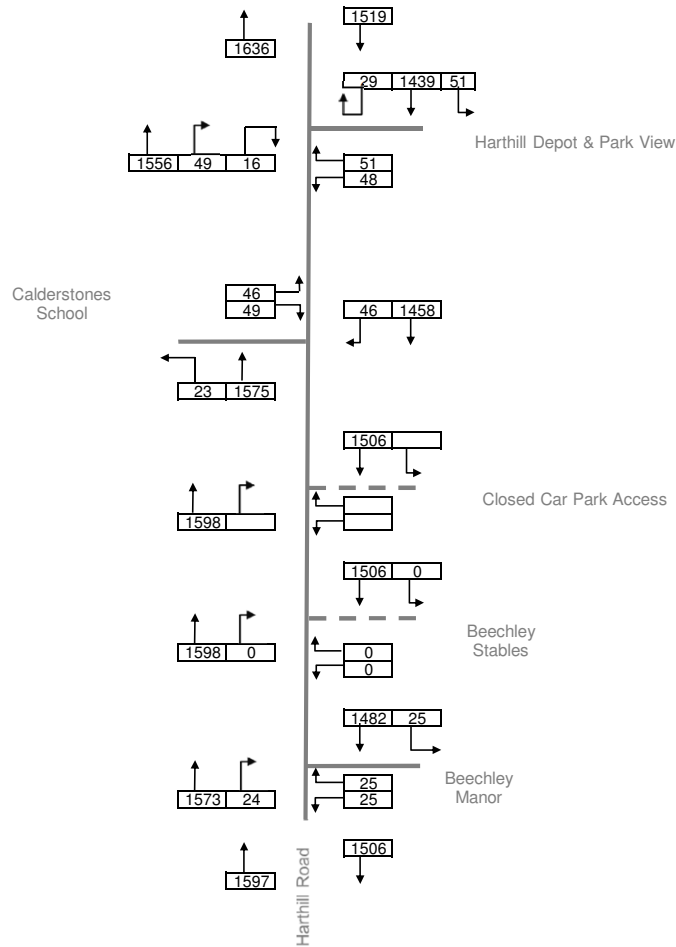 1519
1636
29 1439 51
Harthill Depot & Park View
1556 49 16
51
48
Calderstones
School
46
49
46 1458
23 1575
1506
Closed Car Park Access
1598
1506 0
Beechley
Stables
1598 0
0
0
1482 25
Beechley
Manor
1573 24
25
25
1506
1597
Harthill Road